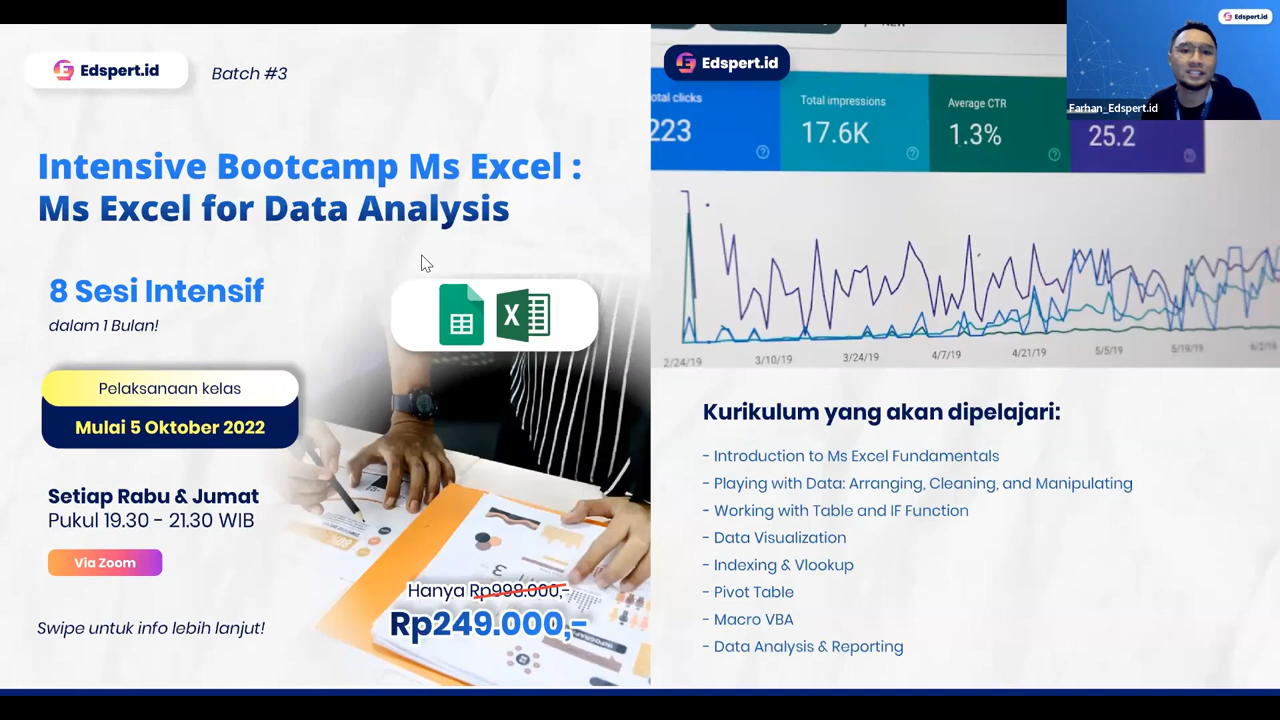 Edspert.id
Batch #3
Intensive Bootcamp Ms Excel :
Ms Excel for Data Analysis
8 Sesi Intensif
dalam 1 Bulan!
Pelaksanaan kelas
Mulai 5 Oktober 2022
Setiap Rabu & Jumat
Pukul 19.30 - 21.30 WIB
Via Zoom
Hanya Rp998.000,-
Rp249.000,-
Swipe untuk info lebih lanjut!
Edspert.id
total clicks
223
Total impressions
17.6K
Average CTR
1.3%
25.2
2/24/19 3/10/19 3/24/19 4/7/19 4/21/19 5/5/19 5/19/19 6/2/19
Edspert.id
Farhan_Edspert.id
Kurikulum yang akan dipelajari:
- Introduction to Ms Excel Fundamentals
- Playing with Data: Arranging, Cleaning, and Manipulating
- Working with Table and IF Function
- Data Visualization
- Indexing & Vlookup
- Pivot Table
- Macro VBA
- Data Analysis & Reporting